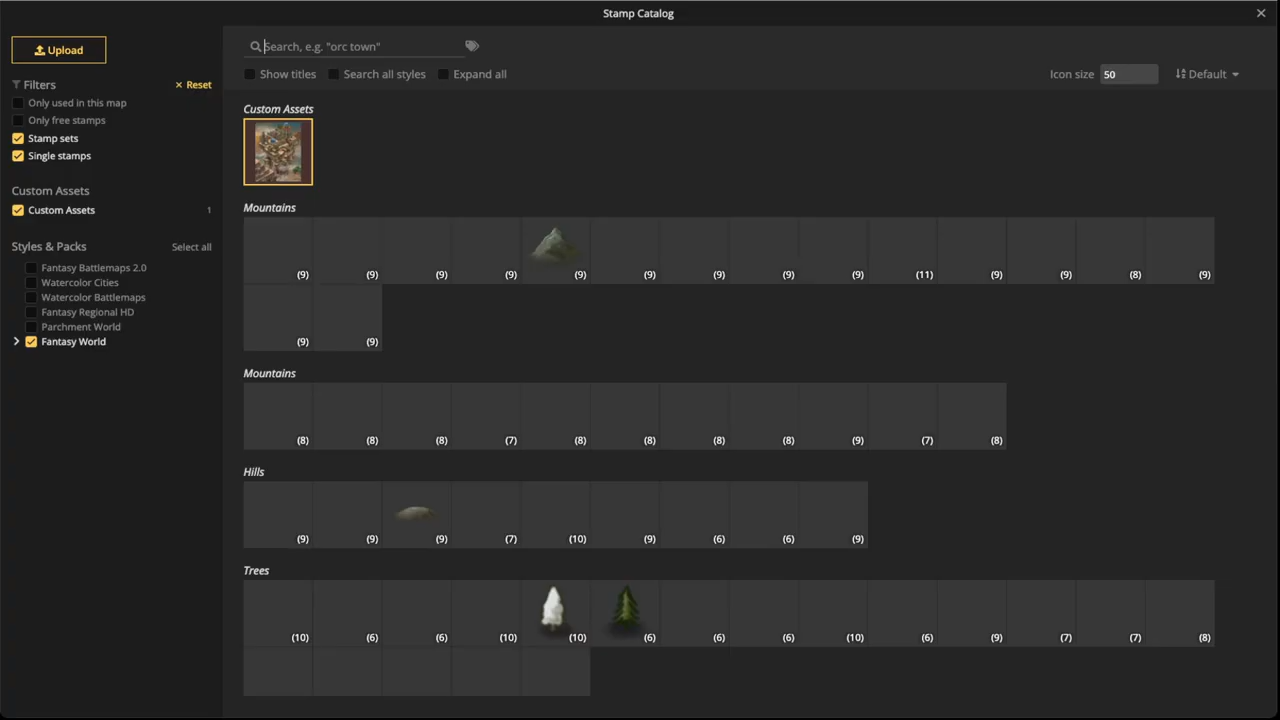 Stamp Catalog
Upload
Filters
Reset
Only used in this map
Only free stamps
Stamp sets
Single stamps
Custom Assets
Custom Assets 1
Styles & Packs Select all
Fantasy Battlemaps 2.0
Watercolor Cities
Watercolor Battlemaps
Fantasy Regional HD
Parchment World
Fantasy World
Search, e.g. "orc town"
Show titles Search all styles Expand all
Icon size 50 Default
Custom Assets
Mountains
(9) (9) (9) (9) (9) (9) (9) (9) (9) (11) (9) (9) (8) (9)
(9) (9)
Mountains
(8) (8) (8) (7) (8) (8) (8) (8) (9) (7) (8)
Hills
(9) (9) (9) (7) (10) (9) (6) (6) (9)
Trees
(10) (6) (6) (10) (10) (6) (6) (6) (10) (6) (9) (7) (7) (8)